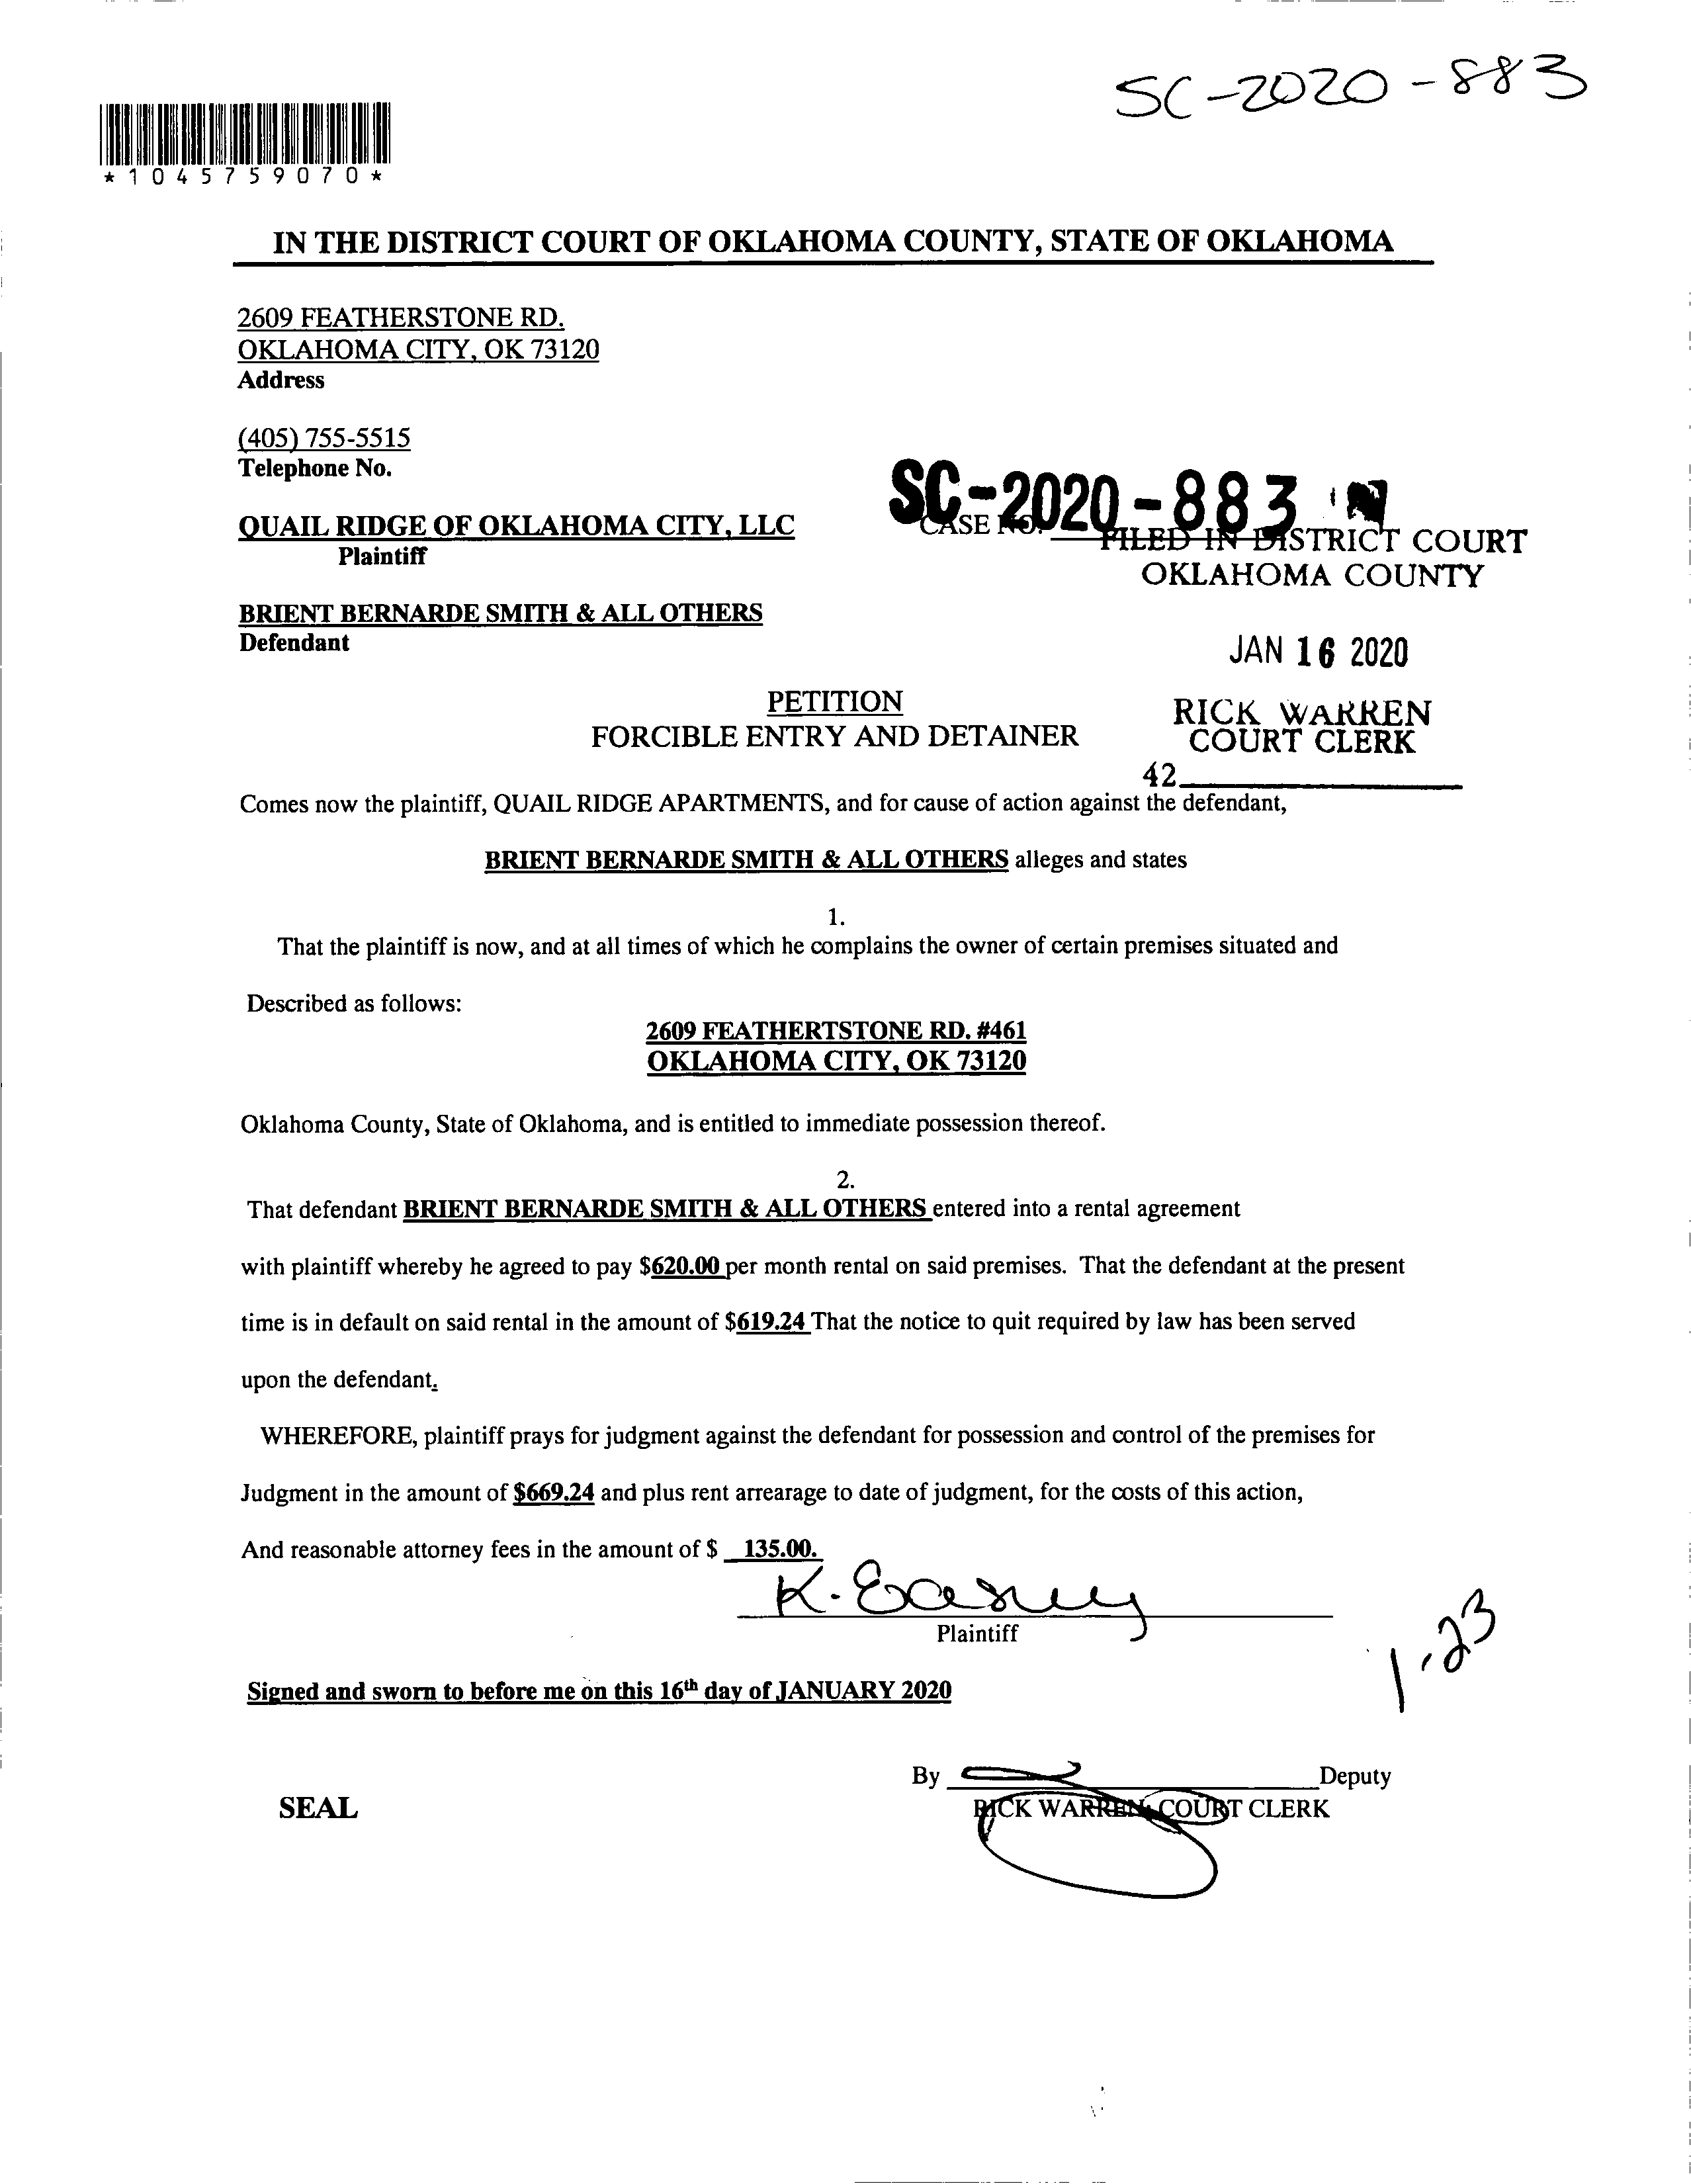 SC-2020-883
*1045759070*
IN THE DISTRICT COURT OF OKLAHOMA COUNTY, STATE OF OKLAHOMA
2609 FEATHERSTONE RD.
OKLAHOMA CITY, OK 73120
Address
(405) 755-5515
Telephone No.
QUAIL RIDGE OF OKLAHOMA CITY, LLC
Plaintiff
SC-2020-883
CASE NO.
FILED IN DISTRICT COURT
OKLAHOMA COUNTY
BRIENT BERNARDE SMITH & ALL OTHERS
Defendant
JAN 16 2020
PETITION
FORCIBLE ENTRY AND DETAINER
RICK WARREN
COURT CLERK
42
Comes now the plaintiff, QUAIL RIDGE APARTMENTS, and for cause of action against the defendant,
BRIENT BERNARDE SMITH & ALL OTHERS alleges and states
1.
That the plaintiff is now, and at all times of which he complains the owner of certain premises situated and
Described as follows:
2609 FEATHERTSTONE RD. #461
OKLAHOMA CITY, OK 73120
Oklahoma County, State of Oklahoma, and is entitled to immediate possession thereof.
2.
That defendant BRIENT BERNARDE SMITH & ALL OTHERS entered into a rental agreement
with plaintiff whereby he agreed to pay $620.00 per month rental on said premises. That the defendant at the present
time is in default on said rental in the amount of $619.24 That the notice to quit required by law has been served
upon the defendant.
WHEREFORE, plaintiff prays for judgment against the defendant for possession and control of the premises for
Judgment in the amount of $669.24 and plus rent arrearage to date of judgment, for the costs of this action,
And reasonable attorney fees in the amount of $ 135.00.
K.
Plaintiff
1-23
Signed and sworn to before me on this 16th day of JANUARY 2020
By Deputy
SEAL
RICK WARREN, COURT CLERK